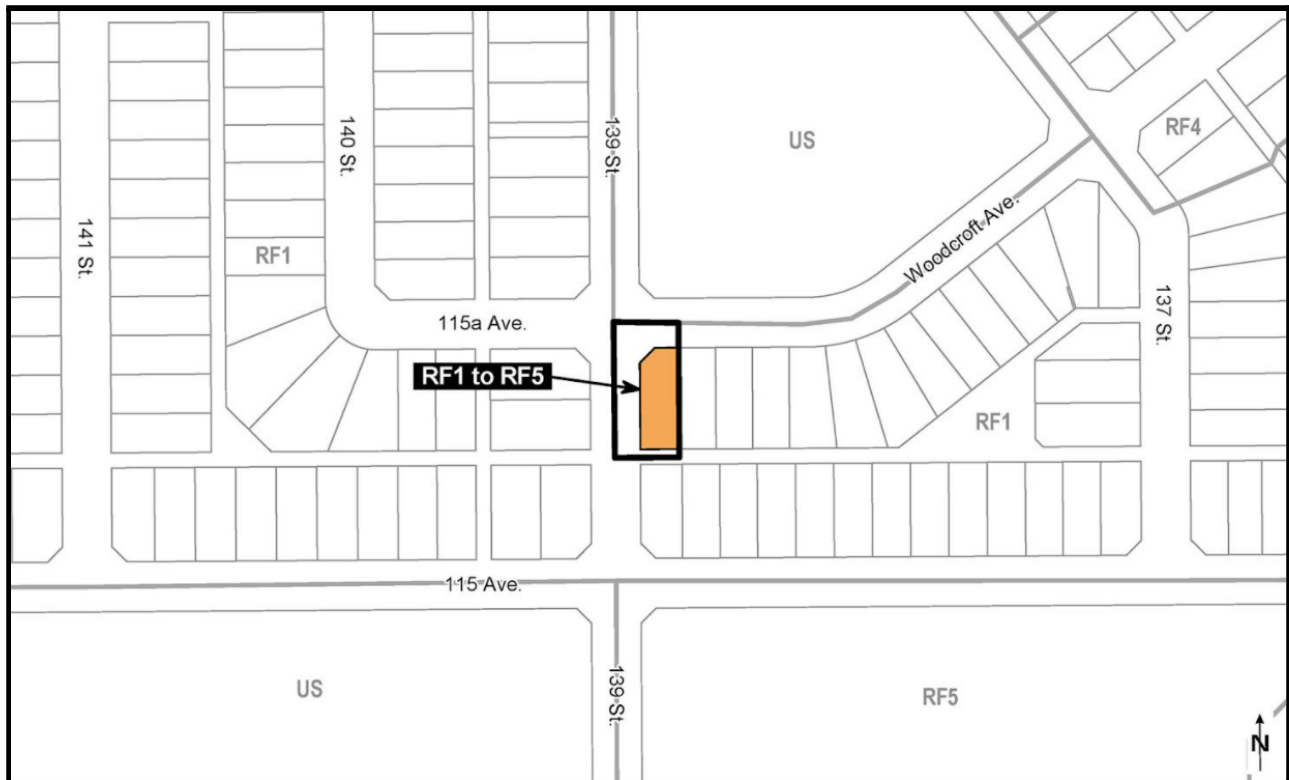 US
RF4
139 St.
140 St.
141 St.
RF1
Woodcroft Ave.
137 St.
115a Ave.
RF1 to RF5
RF1
115 Ave.
US
139 St.
RF5
N